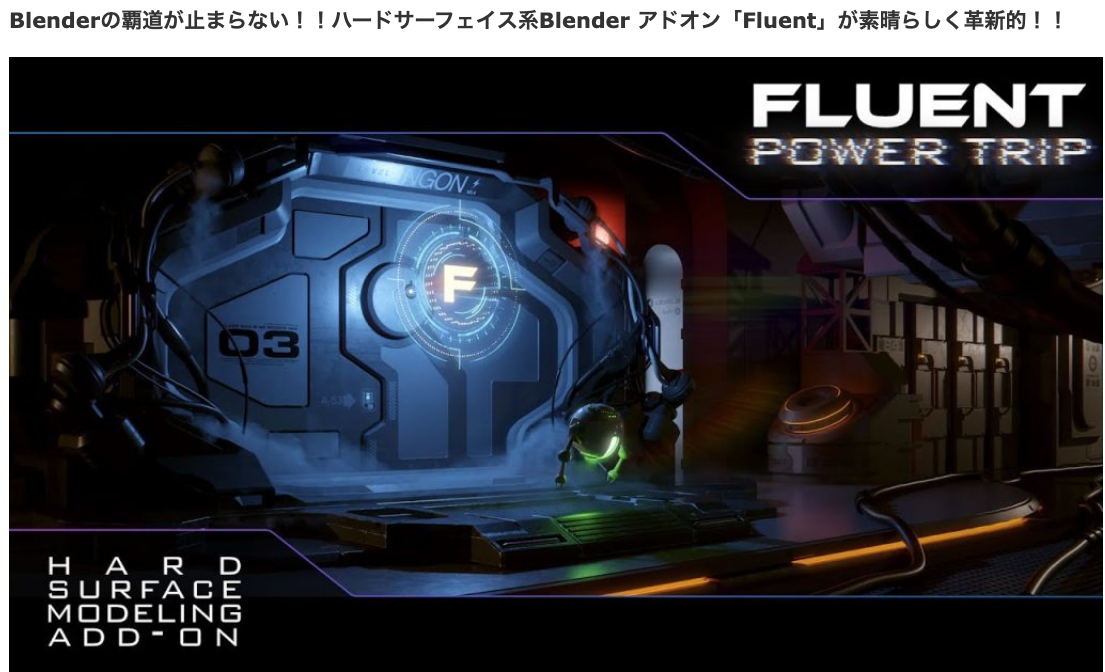 Blenderの覇道が止まらない！！ハードサーフェイス系Blender アドオン「Fluent」が素晴らしく革新的！！
FLUENT
POWER TRIP
NGON
F
03
A-53
HARD
SURFACE
MODELING
ADD-ON